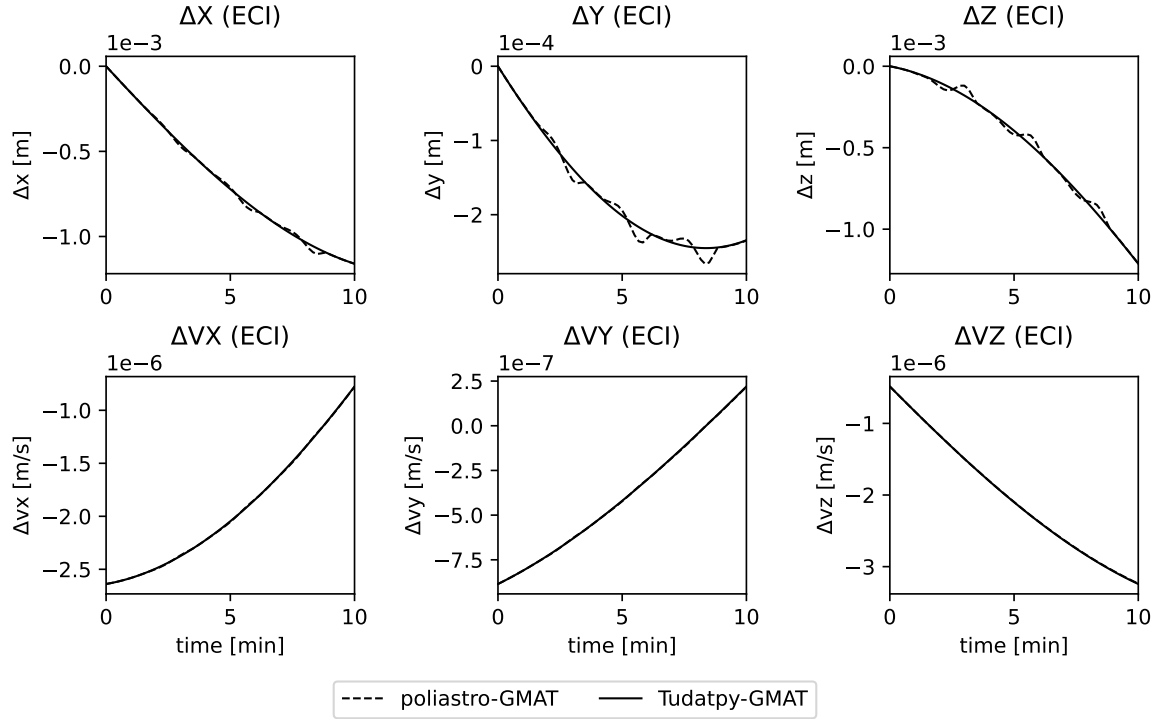 ΔX (ECI)
ΔY (ECI)
ΔZ (ECI)
1e−3
1e−4
1e−3
Δx [m]
0.0
−0.5
−1.0
0 5 10
Δy [m]
0
−1
−2
0 5 10
Δz [m]
0.0
−0.5
−1.0
0 5 10
ΔVX (ECI)
ΔVY (ECI)
ΔVZ (ECI)
1e−6
1e−7
1e−6
Δvx [m/s]
−1.0
−1.5
−2.0
−2.5
0 5 10
time [min]
Δvy [m/s]
2.5
0.0
−2.5
−5.0
−7.5
0 5 10
time [min]
Δvz [m/s]
−1
−2
−3
0 5 10
time [min]
poliastro-GMAT
Tudatpy-GMAT